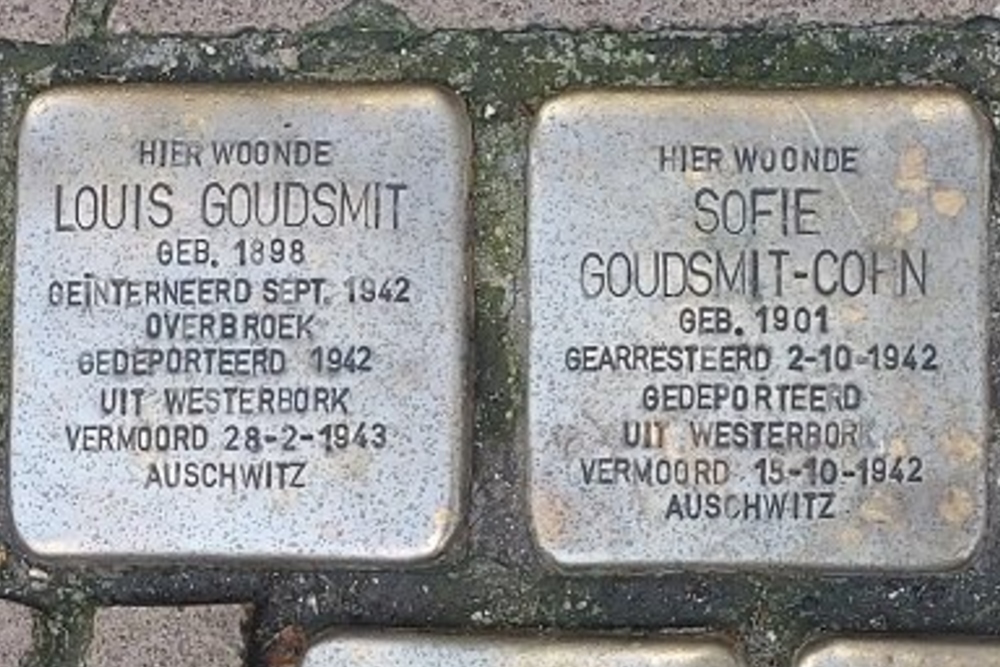 HIER WOONDE
LOUIS GOUDSMIT
GEB. 1898
GEÏNTERNEERD SEPT. 1942
OVERBROEK
GEDEPORTEERD 1942
UIT WESTERBORK
VERMOORD 28-2-1943
AUSCHWITZ
HIER WOONDE
SOFIE
GOUDSMIT-COHN
GEB. 1901
GEARRESTEERD 2-10-1942
GEDEPORTEERD
UIT WESTERBORK
VERMOORD 15-10-1942
AUSCHWITZ